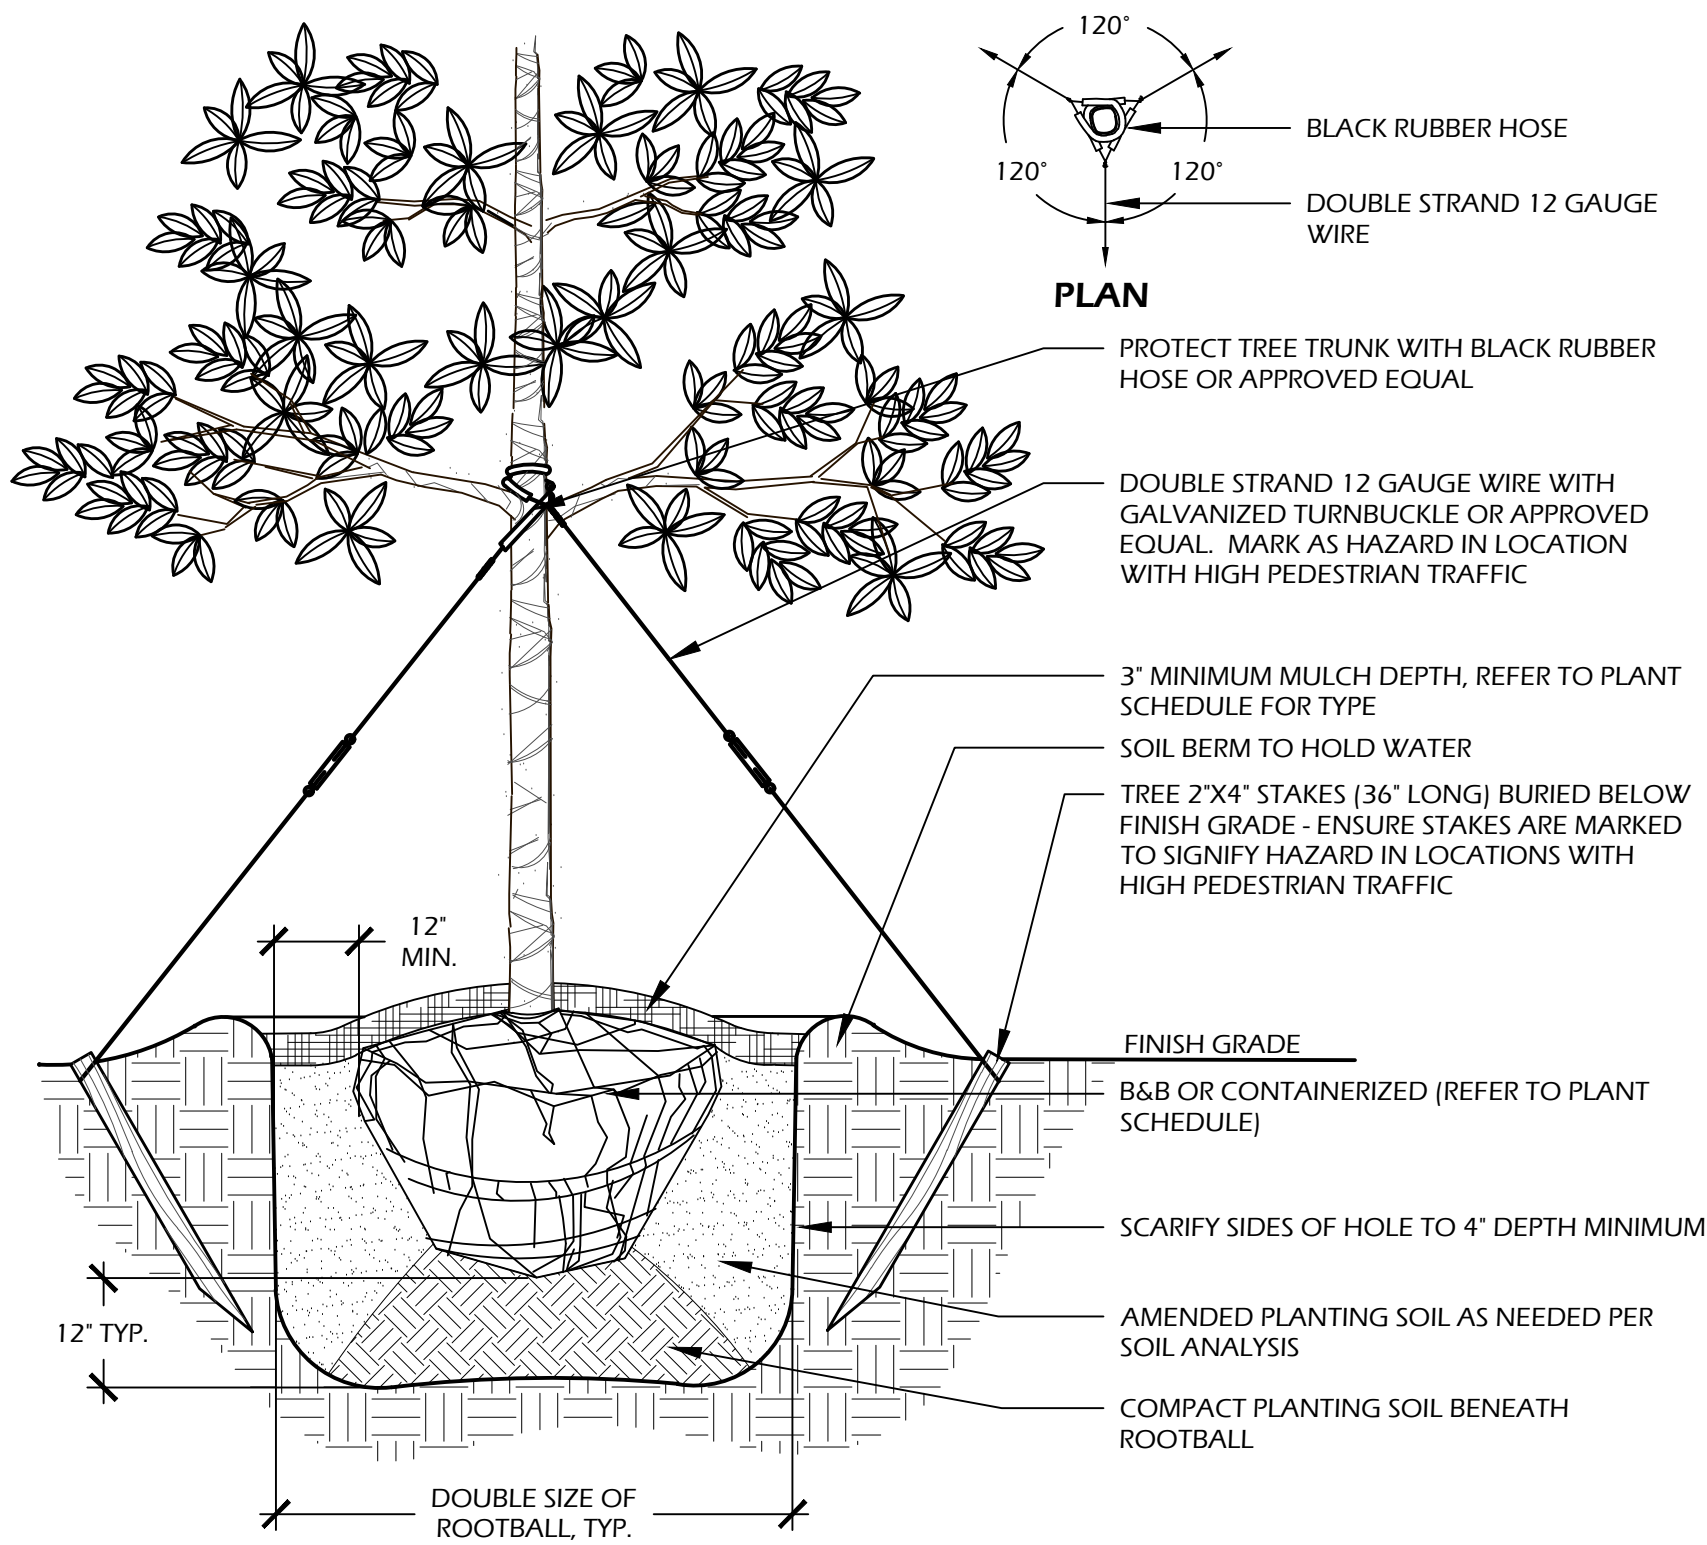 120°
BLACK RUBBER HOSE
120°
120°
DOUBLE STRAND 12 GAUGE
WIRE
PLAN
PROTECT TREE TRUNK WITH BLACK RUBBER
HOSE OR APPROVED EQUAL
DOUBLE STRAND 12 GAUGE WIRE WITH
GALVANIZED TURNBUCKLE OR APPROVED
EQUAL. MARK AS HAZARD IN LOCATION
WITH HIGH PEDESTRIAN TRAFFIC
3" MINIMUM MULCH DEPTH, REFER TO PLANT
SCHEDULE FOR TYPE
SOIL BERM TO HOLD WATER
TREE 2"X4" STAKES (36" LONG) BURIED BELOW
FINISH GRADE - ENSURE STAKES ARE MARKED
TO SIGNIFY HAZARD IN LOCATIONS WITH
HIGH PEDESTRIAN TRAFFIC
12"
MIN.
FINISH GRADE
B&B OR CONTAINERIZED (REFER TO PLANT
SCHEDULE)
SCARIFY SIDES OF HOLE TO 4" DEPTH MINIMUM
12" TYP.
AMENDED PLANTING SOIL AS NEEDED PER
SOIL ANALYSIS
COMPACT PLANTING SOIL BENEATH
ROOTBALL
DOUBLE SIZE OF
ROOTBALL, TYP.